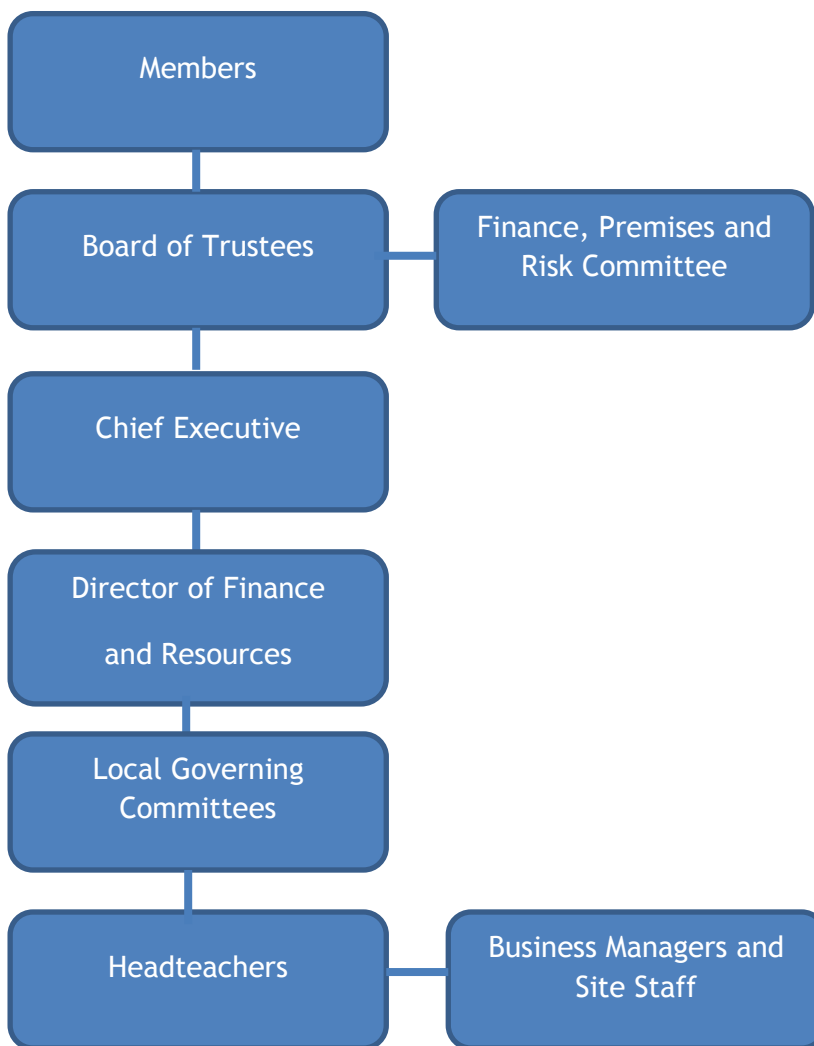 Members
Board of Trustees
Finance, Premises and
Risk Committee
Chief Executive
Director of Finance
and Resources
Local Governing
Committees
Headteachers
Business Managers and
Site Staff